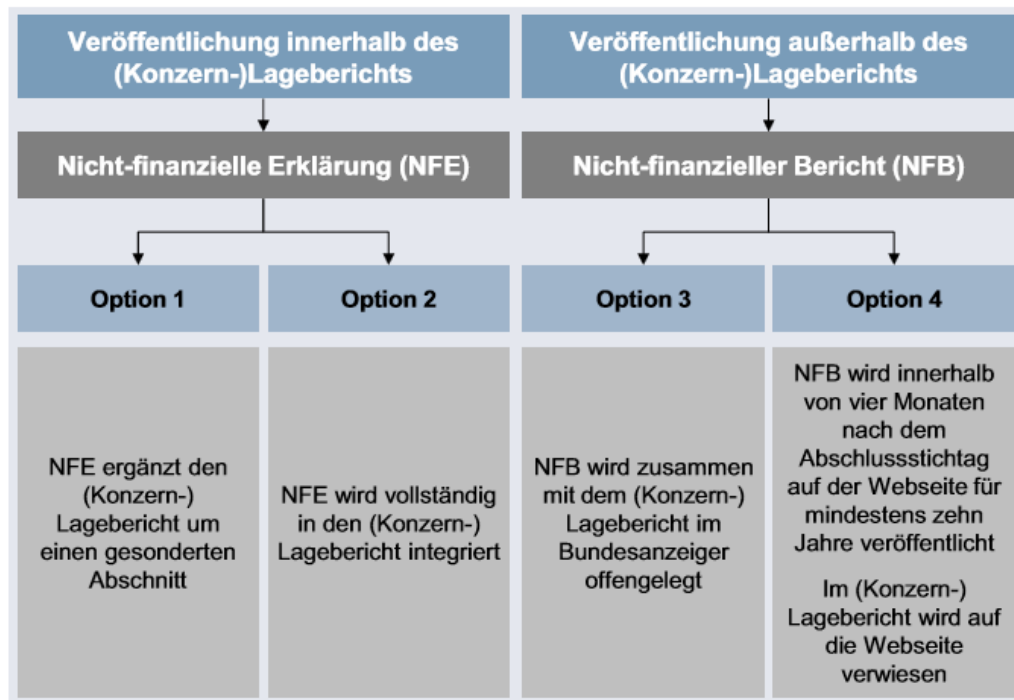 Veröffentlichung innerhalb des
(Konzern-)Lageberichts
Veröffentlichung außerhalb des
(Konzern-)Lageberichts
Nicht-finanzielle Erklärung (NFE)
Nicht-finanzieller Bericht (NFB)
Option 1
Option 2
Option 3
Option 4
NFE ergänzt den
(Konzern-)
Lagebericht um
einen gesonderten
Abschnitt
NFE wird vollständig
in den (Konzern-)
Lagebericht integriert
NFB wird zusammen
mit dem (Konzern-)
Lagebericht im
Bundesanzeiger
offengelegt
NFB wird innerhalb
von vier Monaten
nach dem
Abschlussstichtag
auf der Webseite für
mindestens zehn
Jahre veröffentlicht
Im (Konzern-)
Lagebericht wird auf
die Webseite
verwiesen